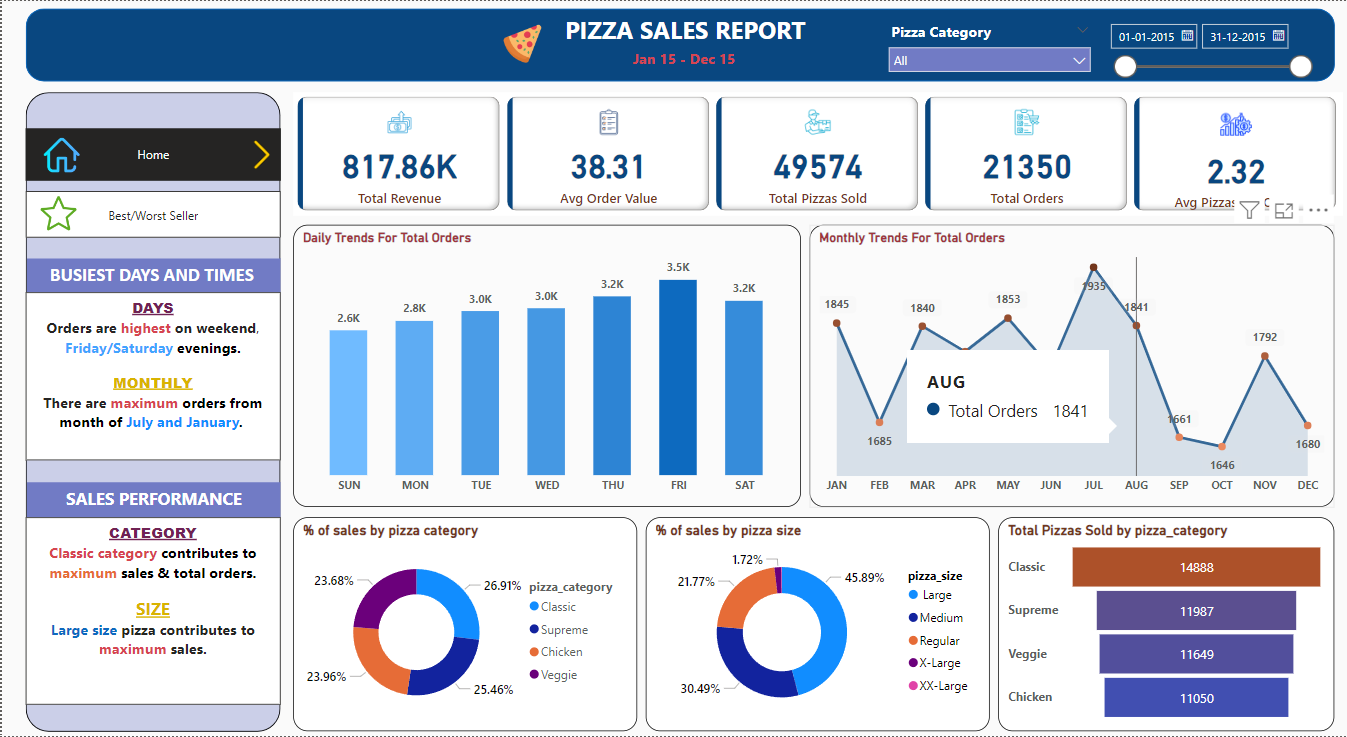 PIZZA SALES REPORT
Jan 15 - Dec 15
Pizza Category
All
01-01-2015
31-12-2015
Home
Best/Worst Seller
BUSIEST DAYS AND TIMES
DAYS
Orders are highest on weekend,
Friday/Saturday evenings.
MONTHLY
There are maximum orders from
month of July and January.
SALES PERFORMANCE
CATEGORY
Classic category contributes to
maximum sales & total orders.
SIZE
Large size pizza contributes to
maximum sales.
817.86K
Total Revenue
38.31
Avg Order Value
49574
Total Pizzas Sold
21350
Total Orders
2.32
Avg Pizzas
Daily Trends For Total Orders
2.6K
2.8K
3.0K
3.0K
3.2K
3.5K
3.2K
SUN MON TUE WED THU FRI SAT
Monthly Trends For Total Orders
1845
1685
1840
1853
1935
1841
1661
1646
1792
1680
AUG
Total Orders 1841
JAN FEB MAR APR MAY JUN JUL AUG SEP OCT NOV DEC
% of sales by pizza category
26.91%
25.46%
23.96%
23.68%
pizza_category
Classic
Supreme
Chicken
Veggie
% of sales by pizza size
45.89%
30.49%
21.77%
1.72%
pizza_size
Large
Medium
Regular
X-Large
XX-Large
Total Pizzas Sold by pizza_category
Classic 14888
Supreme 11987
Veggie 11649
Chicken 11050